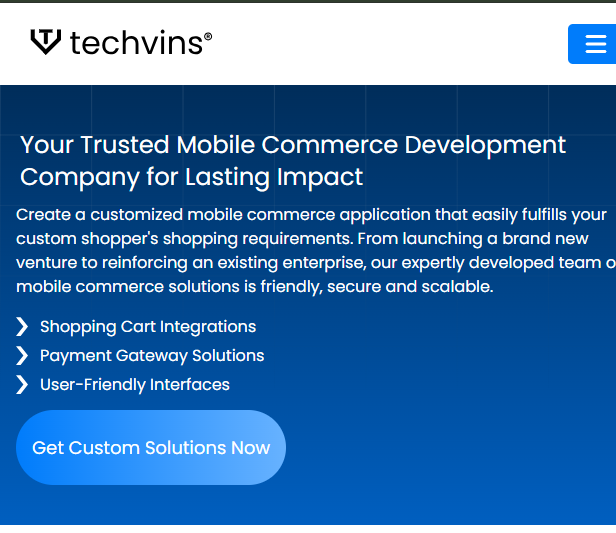 techvins®
Your Trusted Mobile Commerce Development
Company for Lasting Impact
Create a customized mobile commerce application that easily fulfills your
custom shopper's shopping requirements. From launching a brand new
venture to reinforcing an existing enterprise, our expertly developed team o
mobile commerce solutions is friendly, secure and scalable.
Shopping Cart Integrations
Payment Gateway Solutions
User-Friendly Interfaces
Get Custom Solutions Now